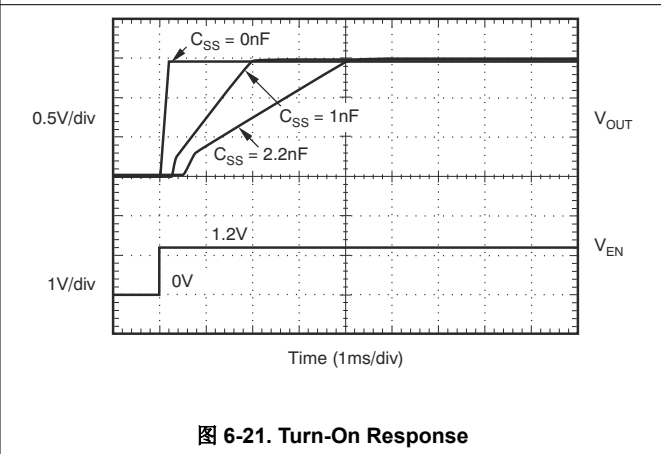 C_SS = 0nF
0.5V/div
C_SS = 1nF
V_OUT
C_SS = 2.2nF
1.2V
V_EN
1V/div
0V
Time (1ms/div)
图 6-21. Turn-On Response